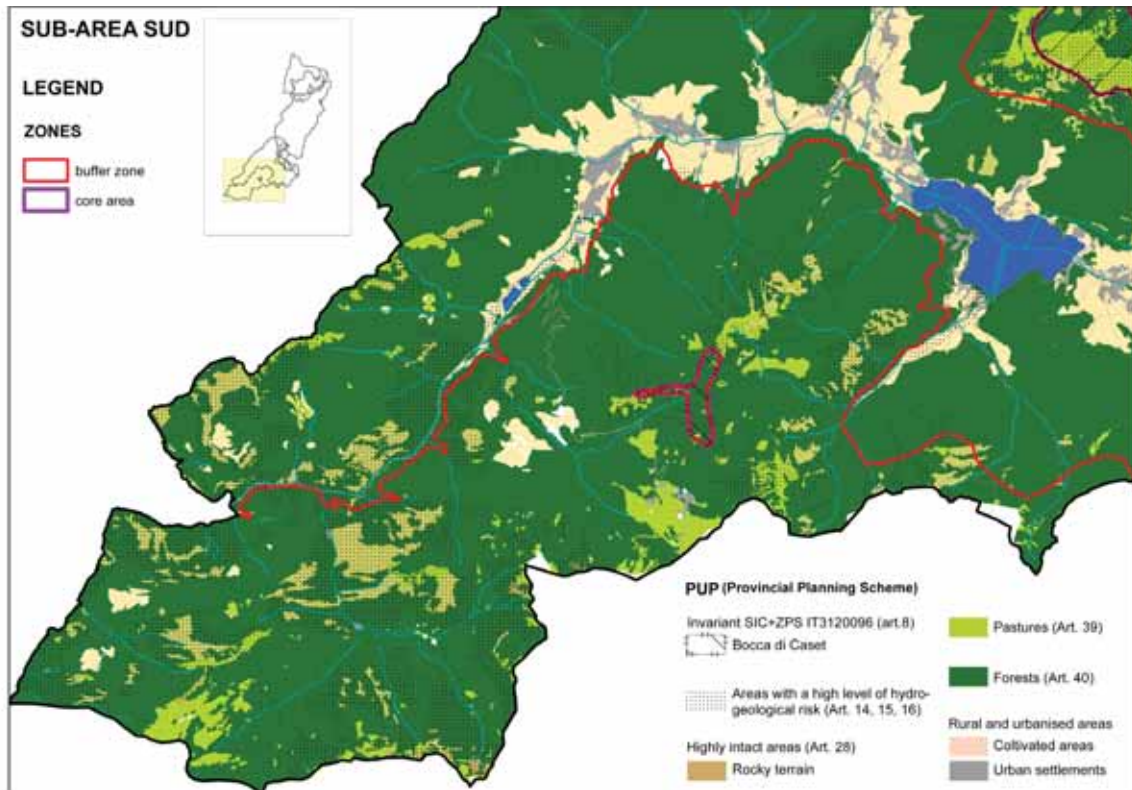 SUB-AREA SUD
LEGEND
ZONES
buffer zone
core area
PUP (Provincial Planning Scheme)
Invariant SIC+ZPS IT3120096 (art.8)
Bocca di Caset
Areas with a high level of hydro-
geological risk (Art. 14, 15, 16)
Highly intact areas (Art. 28)
Rocky terrain
Pastures (Art. 39)
Forests (Art. 40)
Rural and urbanised areas
Coltivated areas
Urban settlements